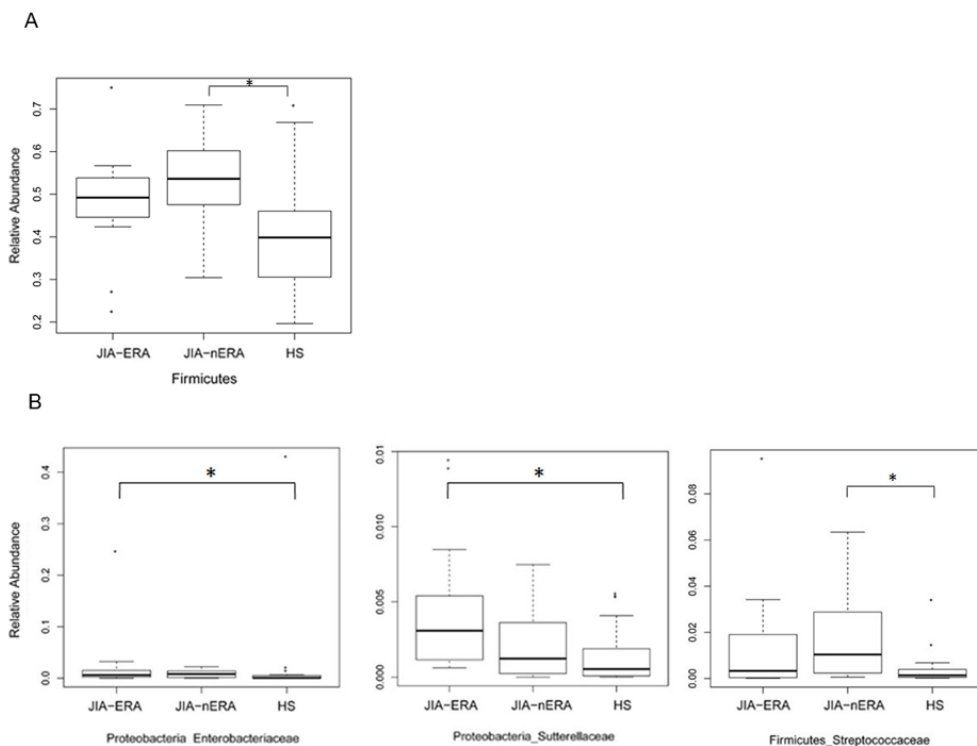 A
*
Relative Abundance
0.7
0.6
0.5
0.4
0.3
0.2
JIA-ERA JIA-nERA HS
Firmicutes
B
*
Relative Abundance
0.4
0.3
0.2
0.1
0.0
JIA-ERA JIA-nERA HS
Proteobacteria Enterobacteriaceae
*
0.01
0.010
0.005
0.000
JIA-ERA JIA-nERA HS
Proteobacteria_Sutterellaceae
*
0.08
0.06
0.04
0.02
0.00
JIA-ERA JIA-nERA HS
Firmicutes_Streptococcaceae